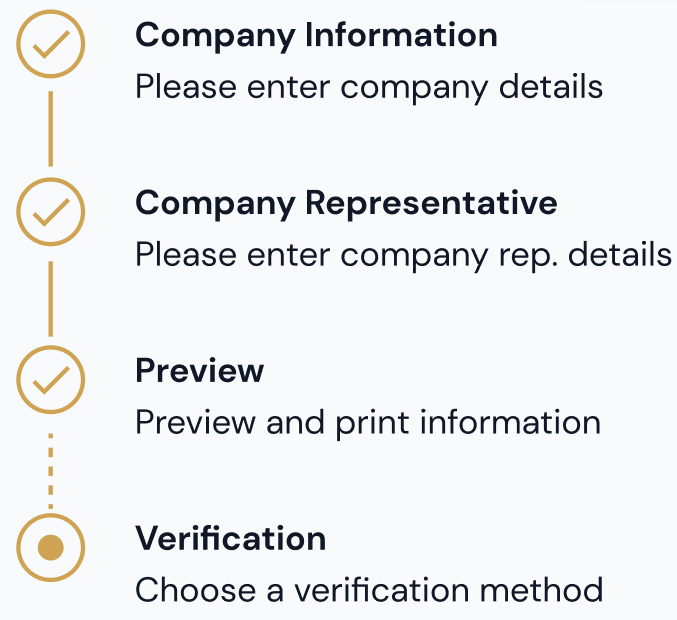 Company Information
Please enter company details
Company Representative
Please enter company rep. details
Preview
Preview and print information
Verification
Choose a verification method